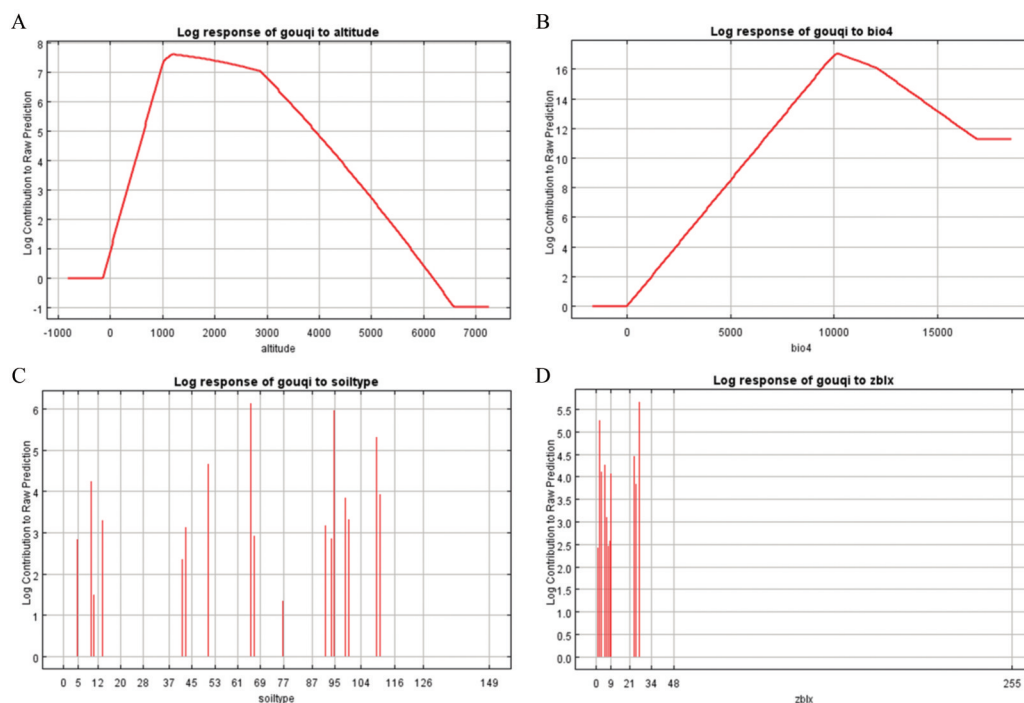 A
Log response of gouqi to altitude
Log Contribution to Raw Prediction
8
7
6
5
4
3
2
1
0
-1
-1000 0 1000 2000 3000 4000 5000 6000 7000
altitude
B
Log response of gouqi to bio4
Log Contribution to Raw Prediction
16
14
12
10
8
6
4
2
0
0 5000 10000 15000
bio4
C
Log response of gouqi to soiltype
Log Contribution to Raw Prediction
6
5
4
3
2
1
0
0 5 12 20 28 37 45 53 61 69 77 87 95 105 116 126 149
soiltype
D
Log response of gouqi to zblx
Log Contribution to Raw Prediction
5.5
5.0
4.5
4.0
3.5
3.0
2.5
2.0
1.5
1.0
0.5
0.0
0 9 21 34 48 255
zblx